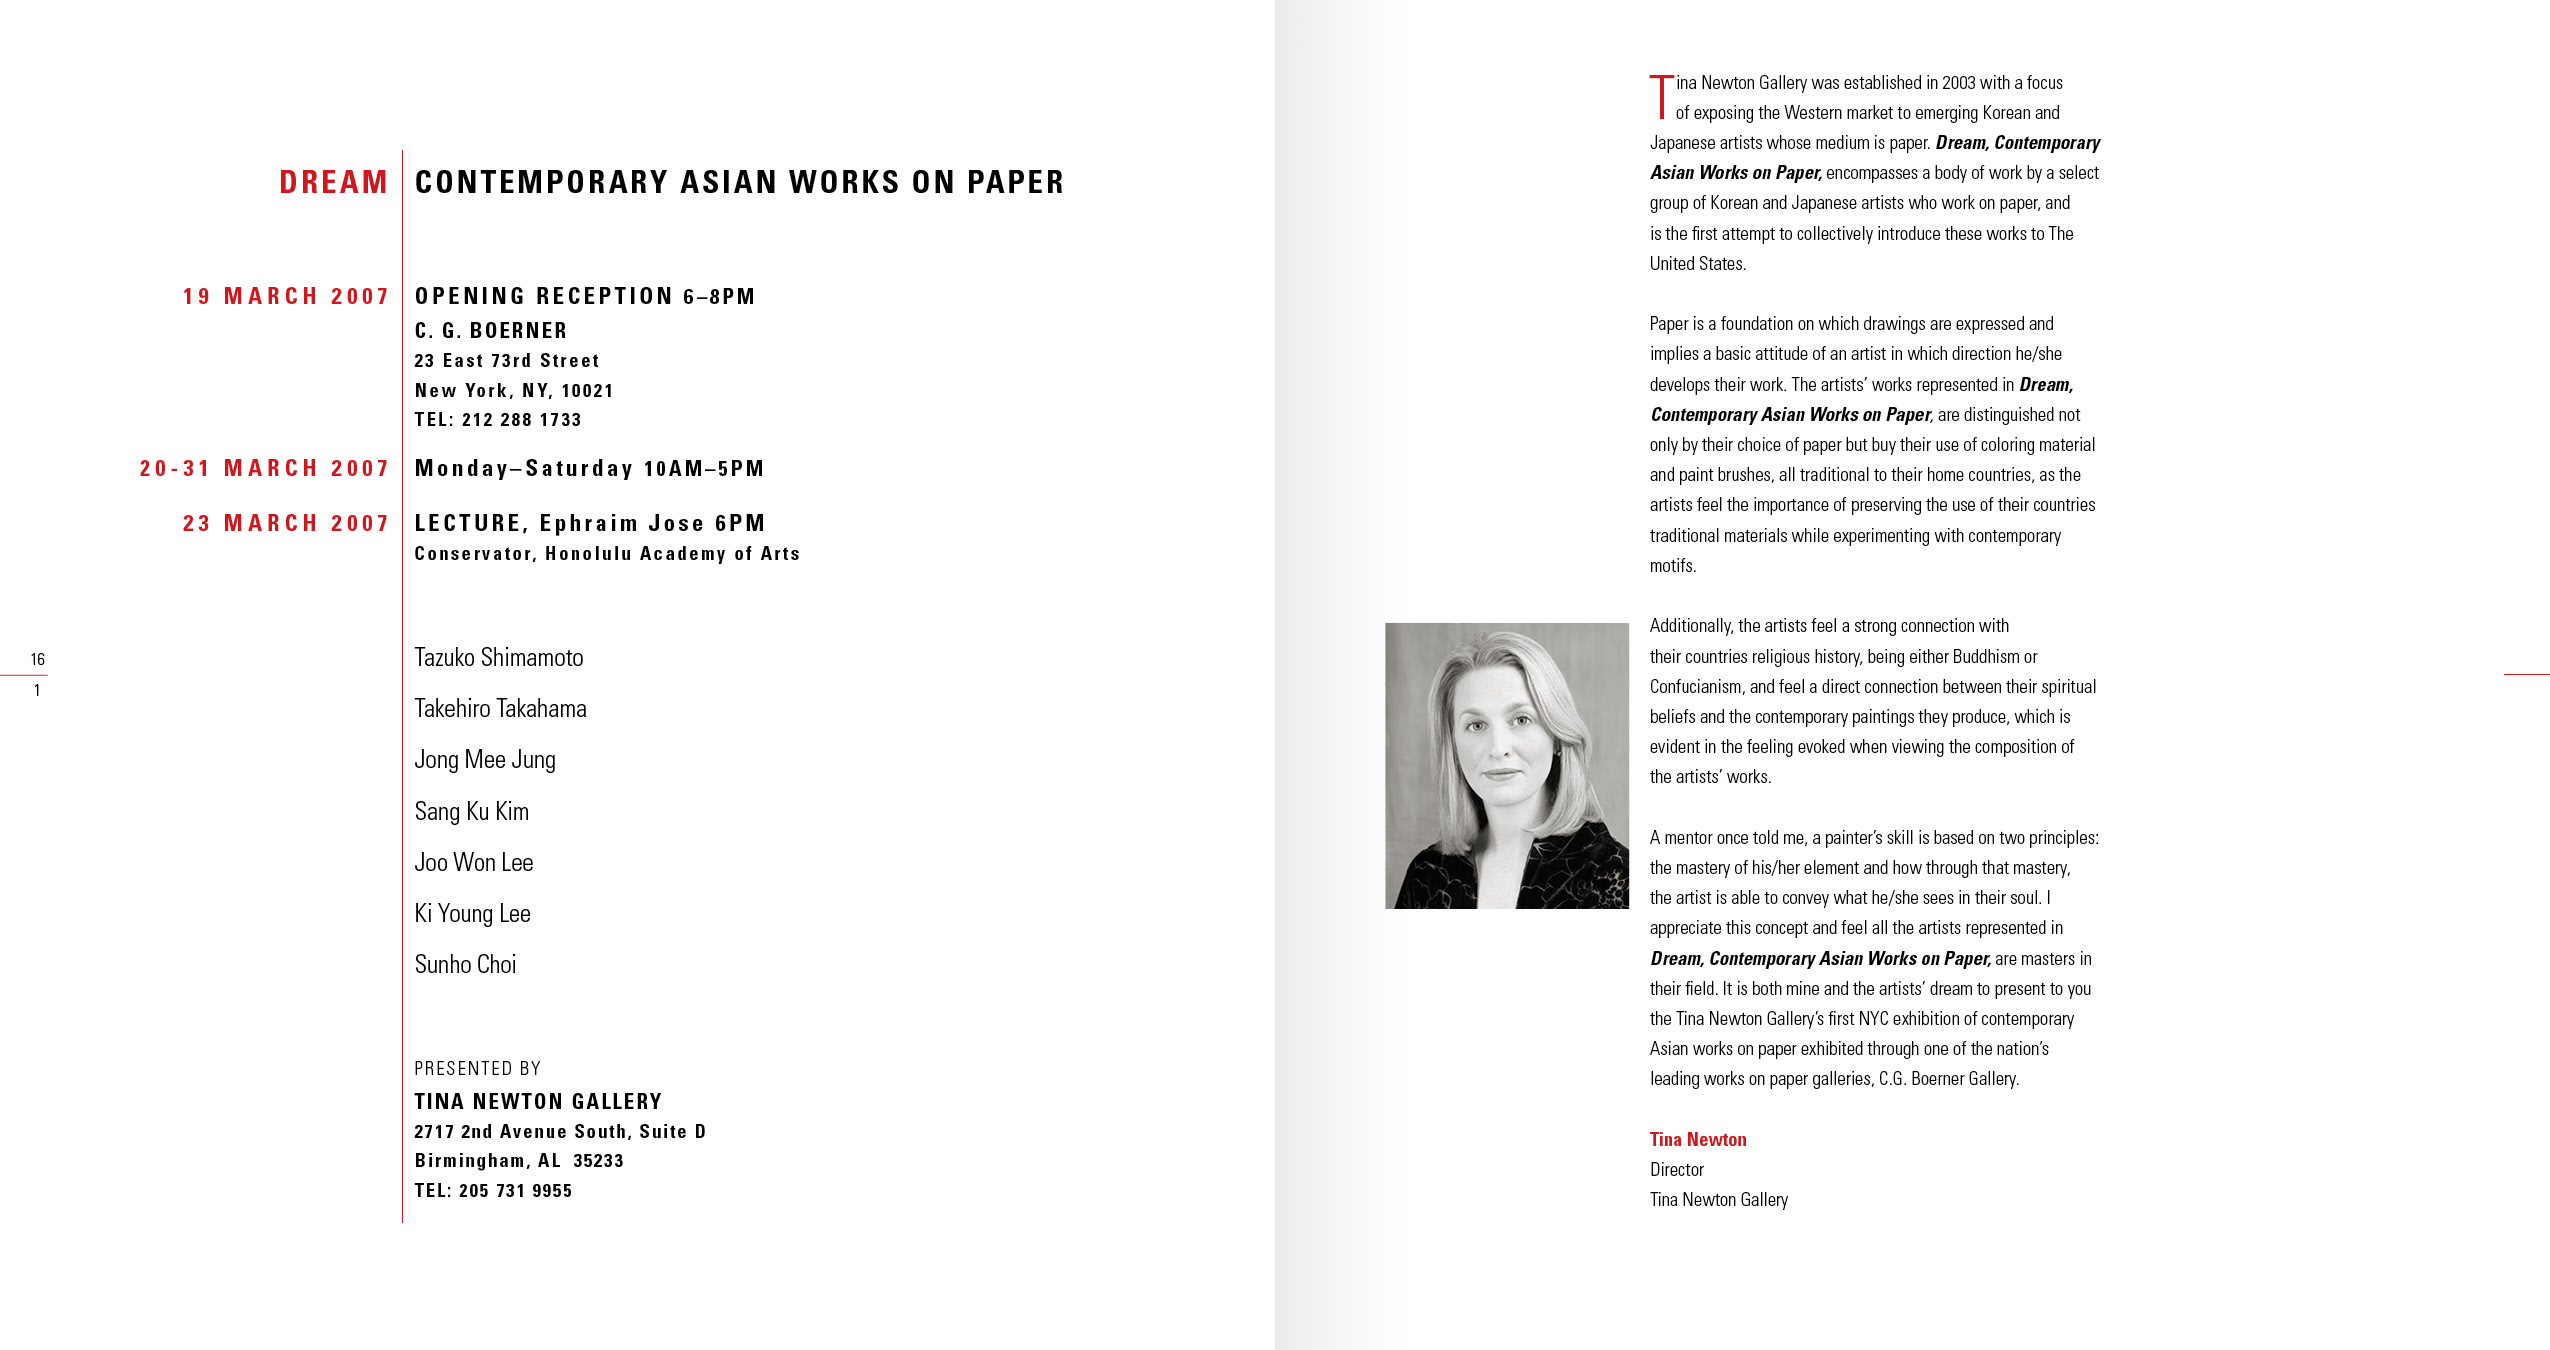 DREAM CONTEMPORARY ASIAN WORKS ON PAPER
19 MARCH 2007 OPENING RECEPTION 6–8PM
C. G. BOERNER
23 East 73rd Street
New York, NY, 10021
TEL: 212 288 1733
20-31 MARCH 2007 Monday–Saturday 10AM–5PM
23 MARCH 2007 LECTURE, Ephraim Jose 6PM
Conservator, Honolulu Academy of Arts
Tazuko Shimamoto
Takehiro Takahama
Jong Mee Jung
Sang Ku Kim
Joo Won Lee
Ki Young Lee
Sunho Choi
PRESENTED BY
TINA NEWTON GALLERY
2717 2nd Avenue South, Suite D
Birmingham, AL 35233
TEL: 205 731 9955
16
1
Tina Newton Gallery was established in 2003 with a focus
of exposing the Western market to emerging Korean and
Japanese artists whose medium is paper. Dream, Contemporary
Asian Works on Paper, encompasses a body of work by a select
group of Korean and Japanese artists who work on paper, and
is the first attempt to collectively introduce these works to The
United States.
Paper is a foundation on which drawings are expressed and
implies a basic attitude of an artist in which direction he/she
develops their work. The artists’ works represented in Dream,
Contemporary Asian Works on Paper, are distinguished not
only by their choice of paper but buy their use of coloring material
and paint brushes, all traditional to their home countries, as the
artists feel the importance of preserving the use of their countries
traditional materials while experimenting with contemporary
motifs.
Additionally, the artists feel a strong connection with
their countries religious history, being either Buddhism or
Confucianism, and feel a direct connection between their spiritual
beliefs and the contemporary paintings they produce, which is
evident in the feeling evoked when viewing the composition of
the artists’ works.
A mentor once told me, a painter’s skill is based on two principles:
the mastery of his/her element and how through that mastery,
the artist is able to convey what he/she sees in their soul. I
appreciate this concept and feel all the artists represented in
Dream, Contemporary Asian Works on Paper, are masters in
their field. It is both mine and the artists’ dream to present to you
the Tina Newton Gallery’s first NYC exhibition of contemporary
Asian works on paper exhibited through one of the nation’s
leading works on paper galleries, C.G. Boerner Gallery.
Tina Newton
Director
Tina Newton Gallery